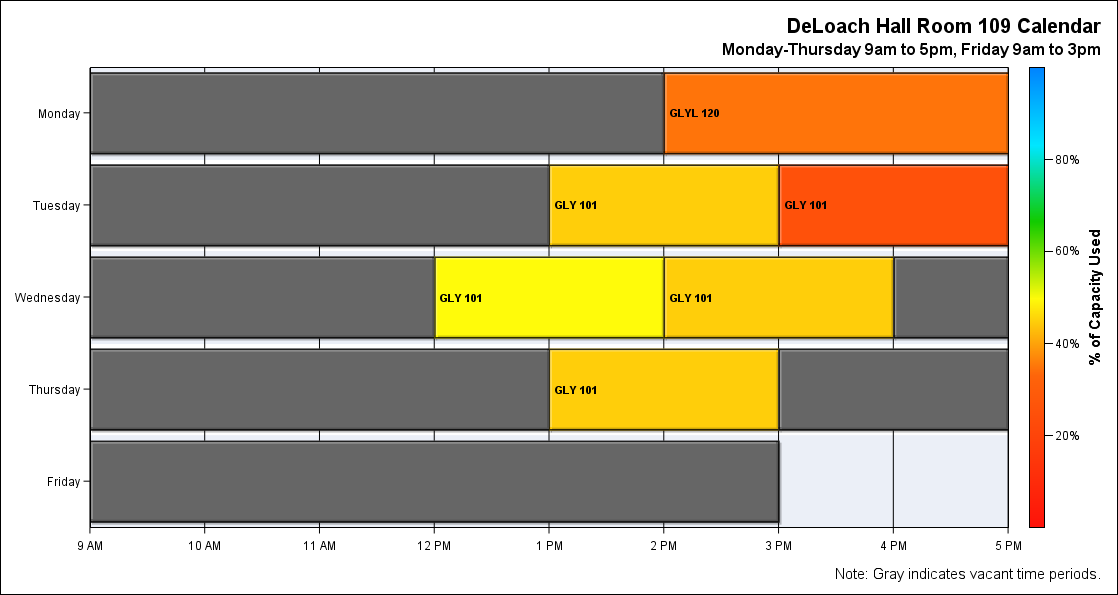 DeLoach Hall Room 109 Calendar
Monday-Thursday 9am to 5pm, Friday 9am to 3pm
Monday
GLYL 120
Tuesday
GLY 101
GLY 101
Wednesday
GLY 101
GLY 101
Thursday
GLY 101
Friday
9 AM
10 AM
11 AM
12 PM
1 PM
2 PM
3 PM
4 PM
5 PM
80%
60%
40%
20%
% of Capacity Used
Note: Gray indicates vacant time periods.